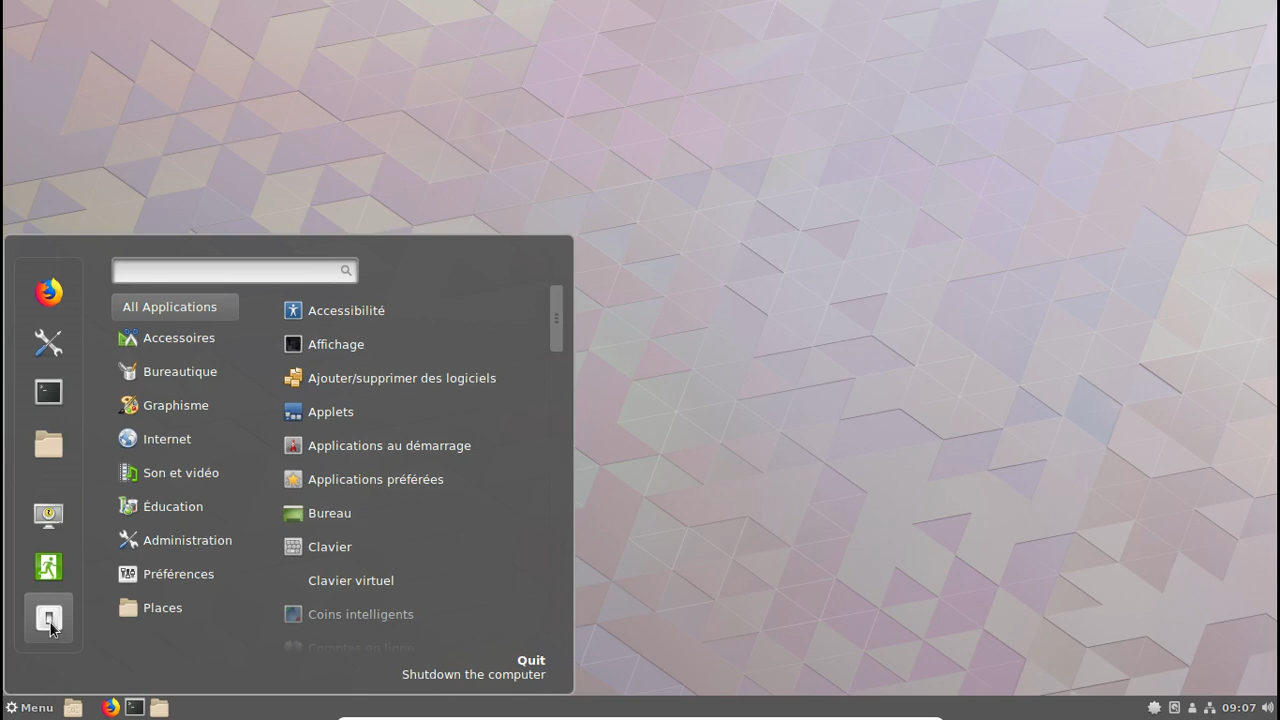 All Applications
Accessoires
Bureautique
Graphisme
Internet
Son et vidéo
Éducation
Administration
Préférences
Places
Accessibilité
Affichage
Ajouter/supprimer des logiciels
Applets
Applications au démarrage
Applications préférées
Bureau
Clavier
Clavier virtuel
Coins intelligents
Comptes en ligne
Quit
Shutdown the computer
Menu
09:07